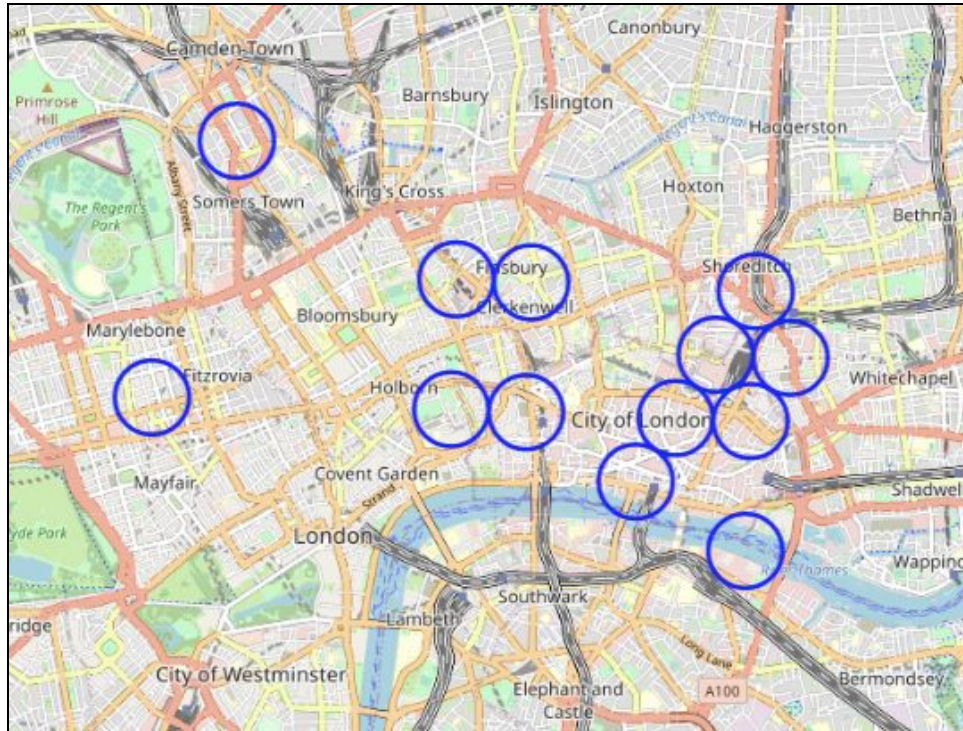 Camden Town
Canonbury
Primrose
Hill
Barnsbury
Islington
Regent's Canal
Haggerston
Albany Street
King's Cross
Hoxton
Somers Town
The Regent's
Park
Bethnal
Finsbury
Shoreditch
Clerkenwell
Bloomsbury
Marylebone
Fitzrovia
Holborn
Whitechapel
City of London
Covent Garden
Mayfair
Strand
Shadwel
London
yde Park
River Thames
Wapping
Southwark
Lambeth
ridge
Long Lane
City of Westminster
Bermondsey
Elephant and
Castle
A100